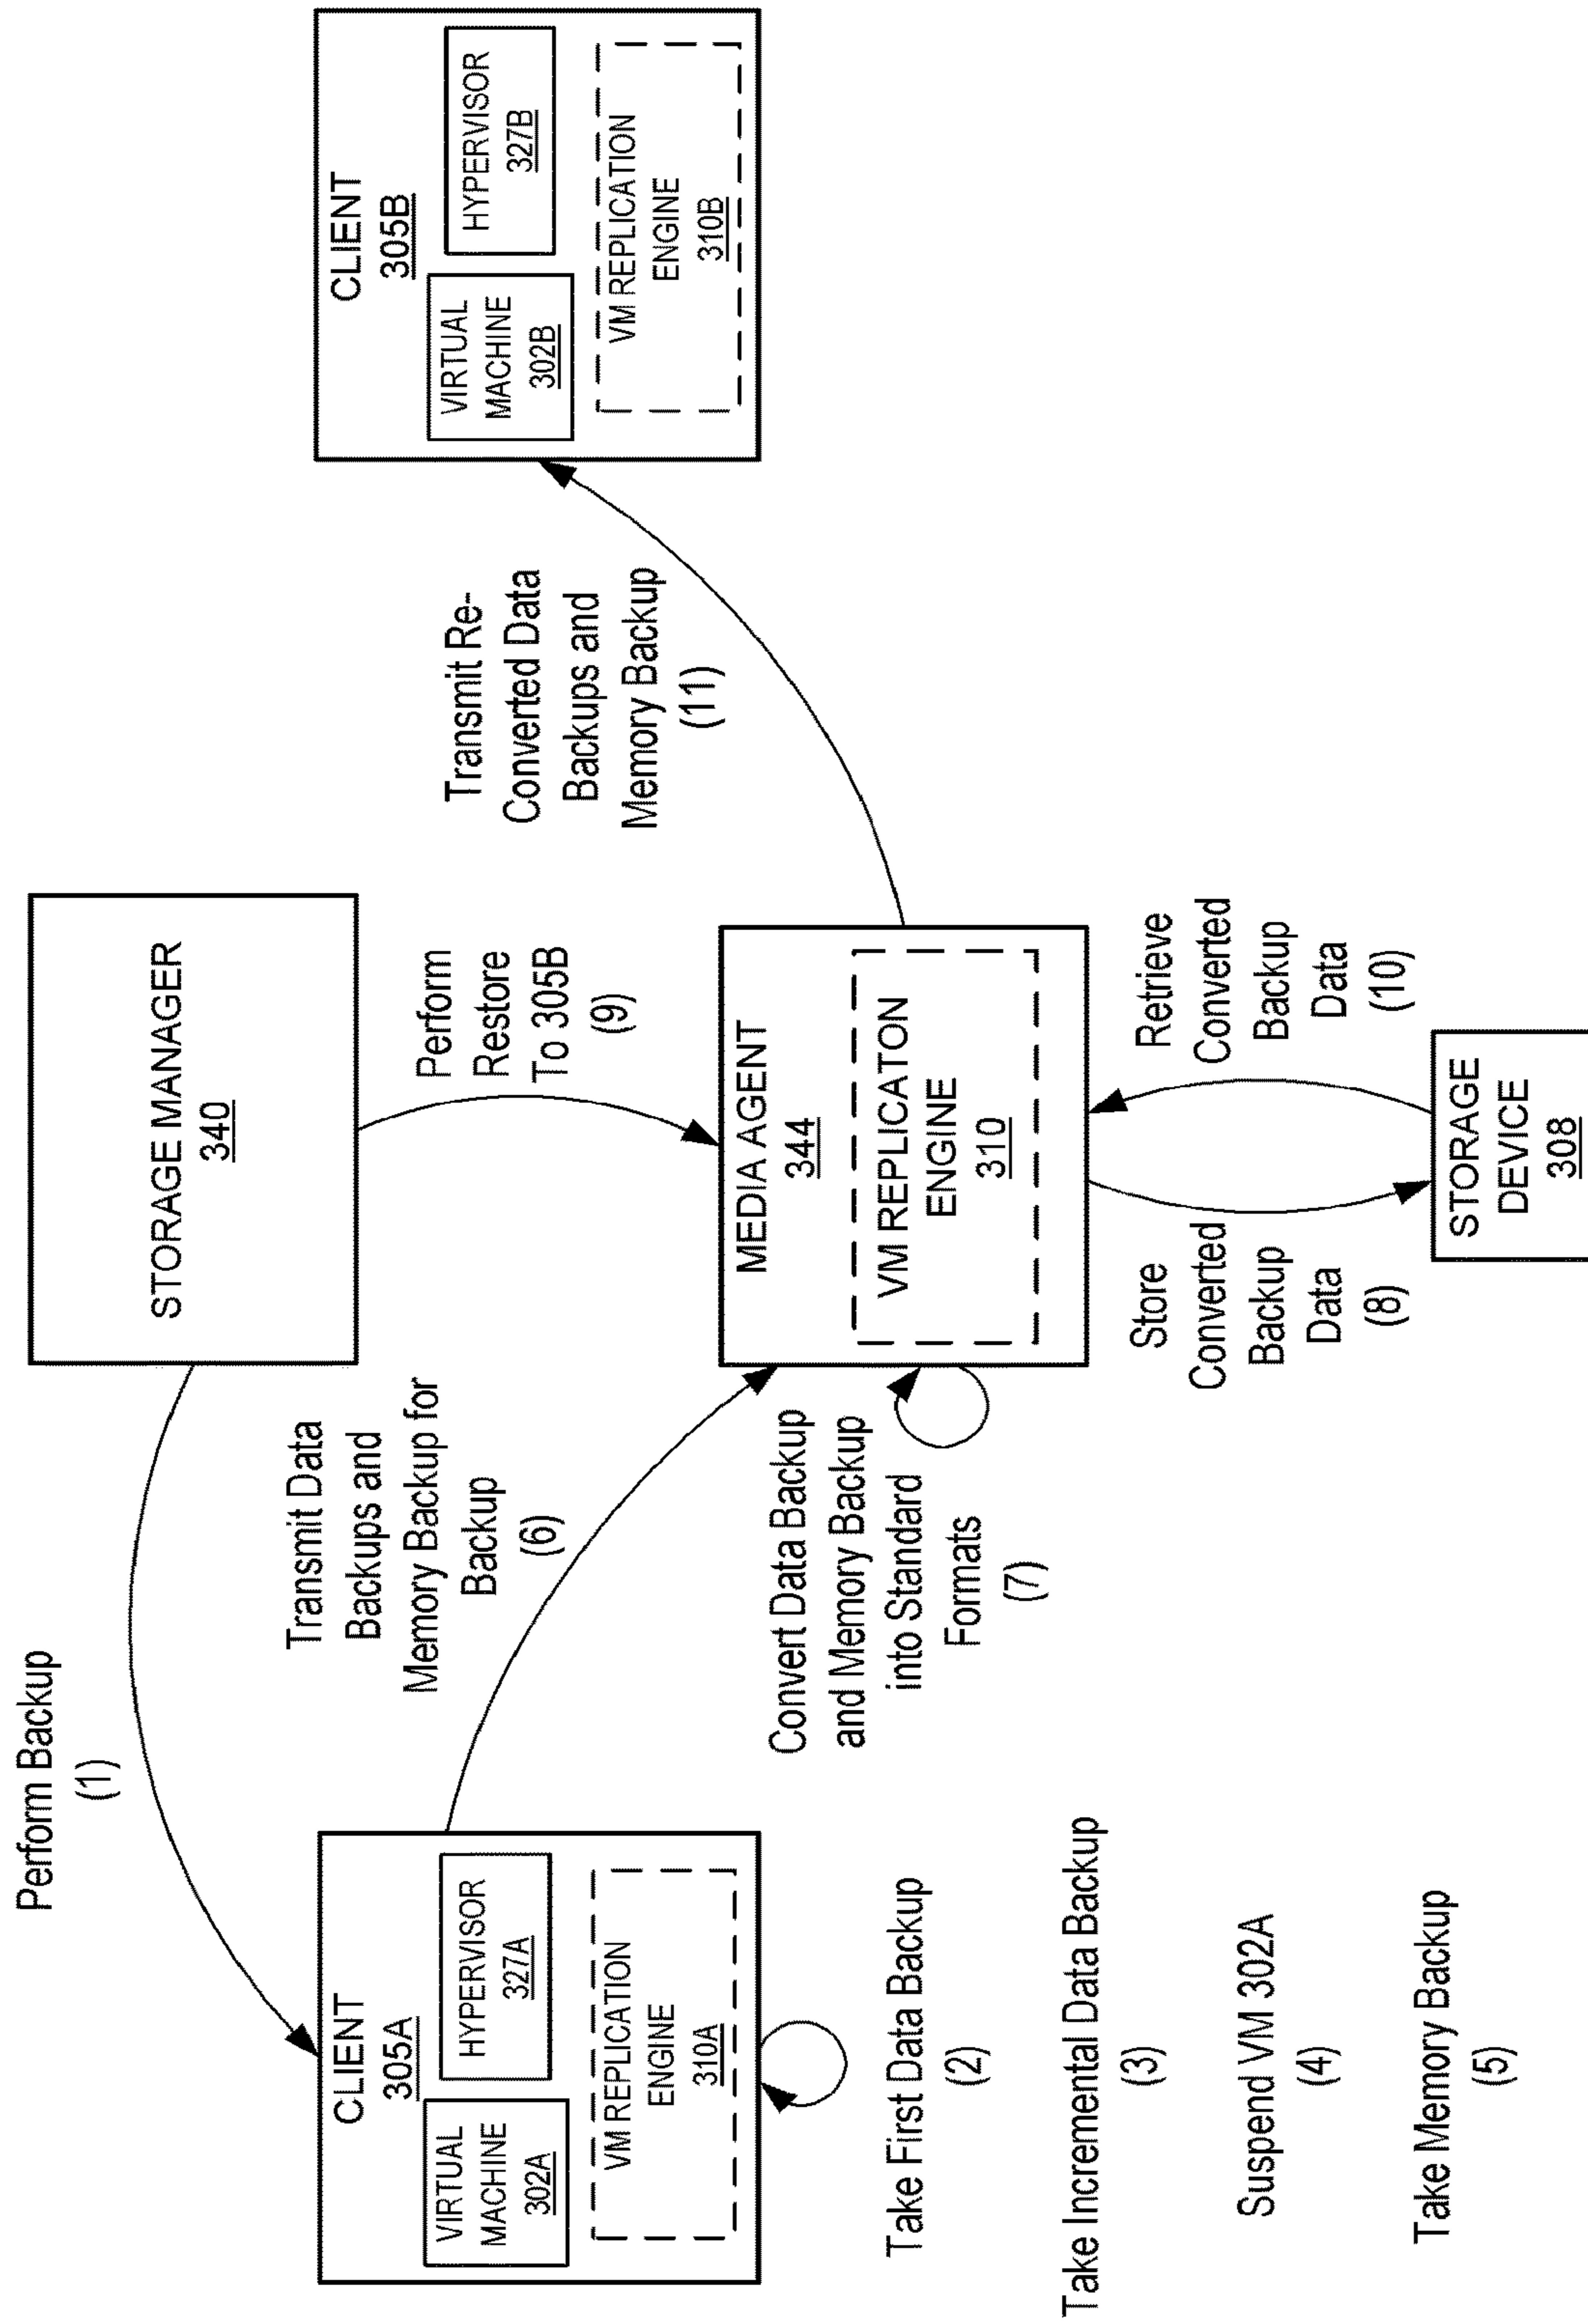 Perform Backup
(1)
STORAGE MANAGER
340
CLIENT
305A
VIRTUAL
MACHINE
302A
HYPERVISOR
327A
VM REPLICATION
ENGINE
310A
Transmit Data
Backups and
Memory Backup for
Backup
(6)
Perform
Restore
To 305B
(9)
Transmit Re-
Converted Data
Backups and
Memory Backup
(11)
CLIENT
305B
VIRTUAL
MACHINE
302B
HYPERVISOR
327B
VM REPLICATION
ENGINE
310B
MEDIA AGENT
344
VM REPLICATON
ENGINE
310
Take First Data Backup
(2)
Take Incremental Data Backup
(3)
Suspend VM 302A
(4)
Take Memory Backup
(5)
Convert Data Backup
and Memory Backup
into Standard
Formats
(7)
Store
Converted
Backup
Data
(8)
Retrieve
Converted
Backup
Data
(10)
STORAGE
DEVICE
308